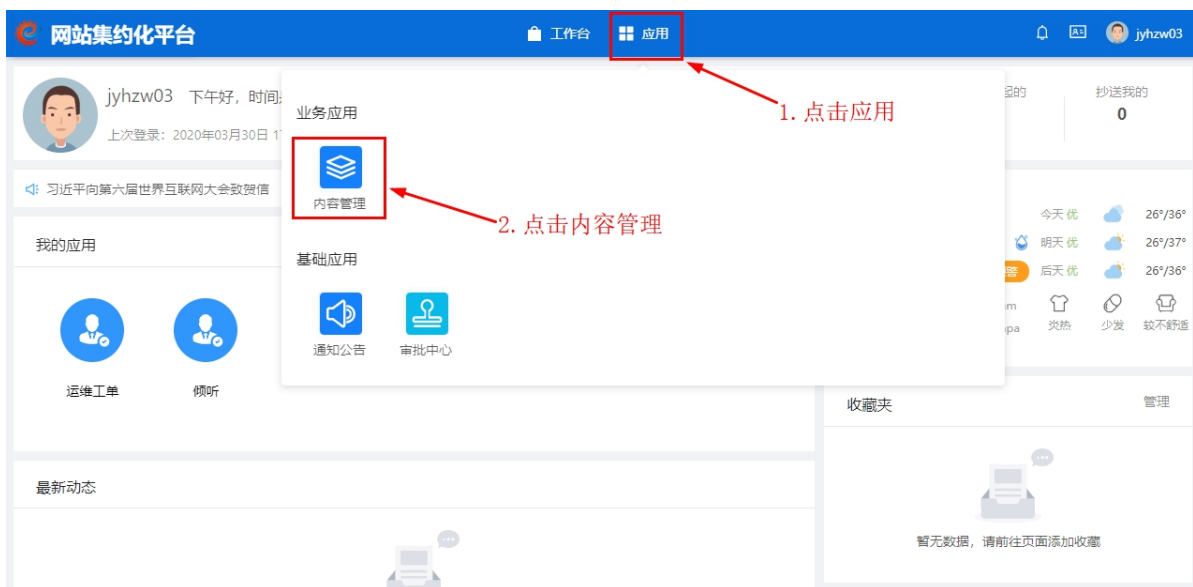 网站集约化平台
工作台
应用
jyhzw03
jyhzw03 下午好，时间
上次登录：2020年03月30日 1
起的
抄送我的
0
1.点击应用
业务应用
内容管理
2.点击内容管理
习近平向第六届世界互联网大会致贺信
今天 优 26°/36°
明天 优 26°/37°
警 后天 优 26°/36°
我的应用
基础应用
通知公告
审批中心
pa
炎热
少发
较不舒适
运维工单
倾听
收藏夹
管理
最新动态
暂无数据，请前往页面添加收藏